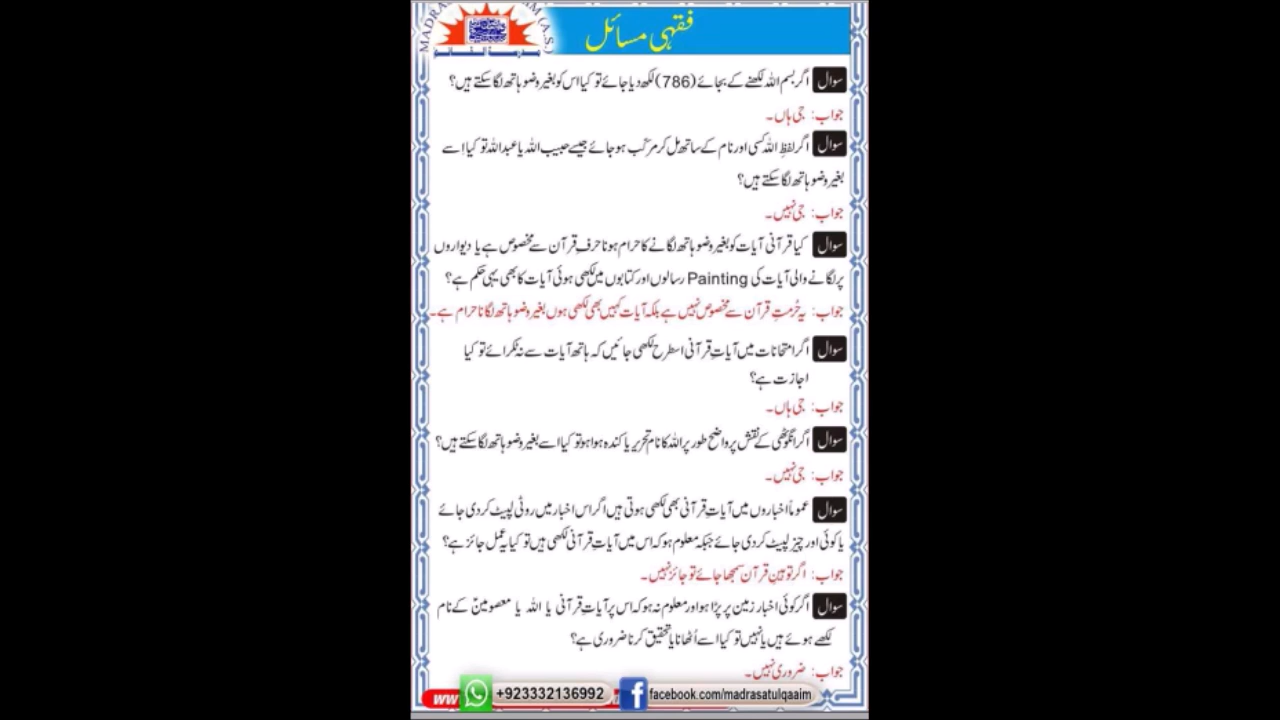 فقہی مسائل
سوال اگر بسم اللہ لکھنے کے بجائے (786) لکھ دیا جائے تو کیا اس کو بغیر وضو ہاتھ لگا سکتے ہیں؟
جواب: جی ہاں۔
سوال اگر لفظِ اللہ کسی اور نام کے ساتھ مل کر مرکّب ہو جائے جیسے حبیب اللہ یا عبد اللہ تو کیا اِسے
بغیر وضو ہاتھ لگا سکتے ہیں؟
جواب: جی نہیں۔
سوال کیا قرآنی آیات کو بغیر وضو ہاتھ لگانے کا حرام ہونا حرفِ قرآن سے مخصوص ہے یا دیواروں
پر لگانے والی آیات کی Painting رسالوں اور کتابوں میں لکھی ہوئی آیات کا بھی یہی حکم ہے؟
جواب: یہ حُرمتِ قرآن سے مخصوص نہیں ہے بلکہ آیات کہیں بھی لکھی ہوں بغیر وضو ہاتھ لگانا حرام ہے۔
سوال اگر امتحانات میں آیاتِ قرآنی اسطرح لکھی جائیں کہ ہاتھ آیات سے نہ ٹکرائے تو کیا
اجازت ہے؟
جواب: جی ہاں۔
سوال اگر انگوٹھی کے نقش پر واضح طور پر اللہ کا نام تحریر یا کندہ ہوا ہو تو کیا اسے بغیر وضو ہاتھ لگا سکتے ہیں؟
جواب: جی نہیں۔
سوال عموماً اخباروں میں آیاتِ قرآنی بھی لکھی ہوتی ہیں اگر اس اخبار میں روٹی لپیٹ کر دی جائے
یا کوئی اور چیز لپیٹ کر دی جائے جبکہ معلوم ہو کہ اس میں آیاتِ قرآنی لکھی ہیں تو کیا یہ عمل جائز ہے؟
جواب: اگر توہینِ قرآن سمجھا جائے تو جائز نہیں۔
سوال اگر کوئی اخبار زمین پر پڑا ہو اور معلوم نہ ہو کہ اس پر آیاتِ قرآنی یا اللہ یا معصومینؑ کے نام
لکھے ہوئے ہیں یا نہیں تو کیا اسے اُٹھانا یا تحقیق کرنا ضروری ہے؟
جواب: ضروری نہیں۔
+923332136992 facebook.com/madrasatulqaaim